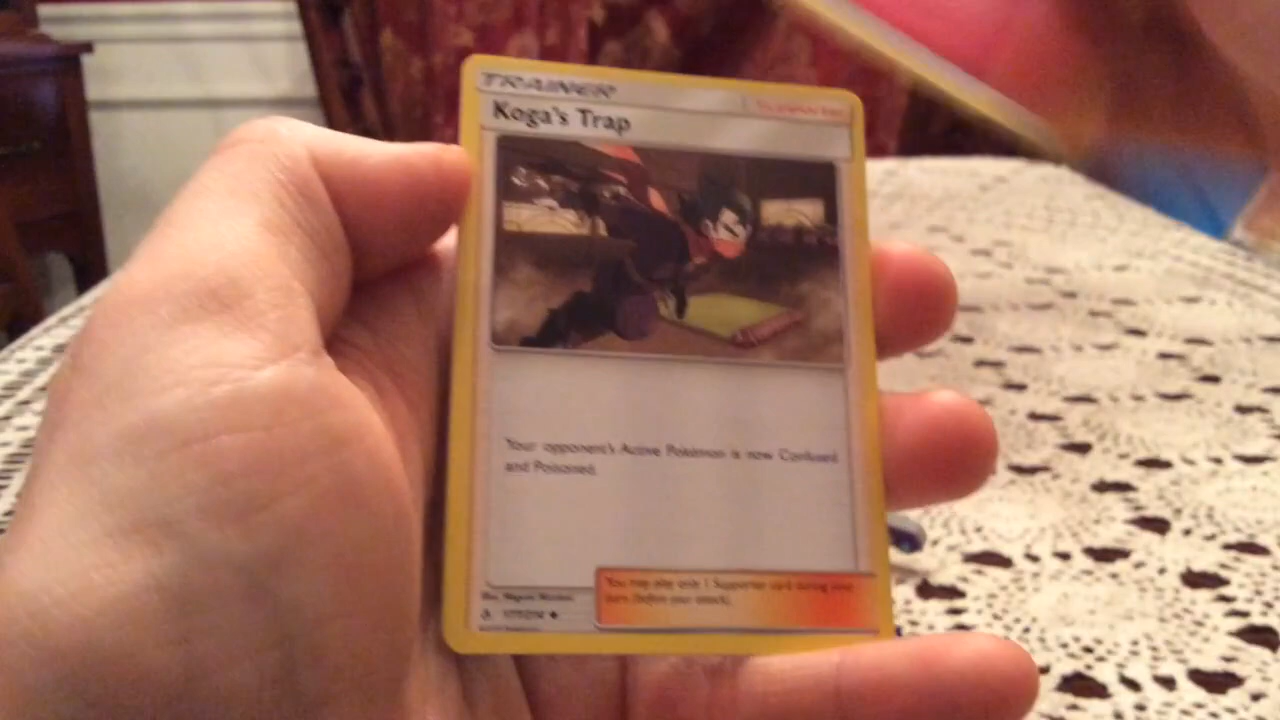 TRAINER
Supporter
Koga's Trap
Your opponent's Active Pokémon is now Confused
and Poisoned.
You may play only 1 Supporter card during your
turn (before your attack).